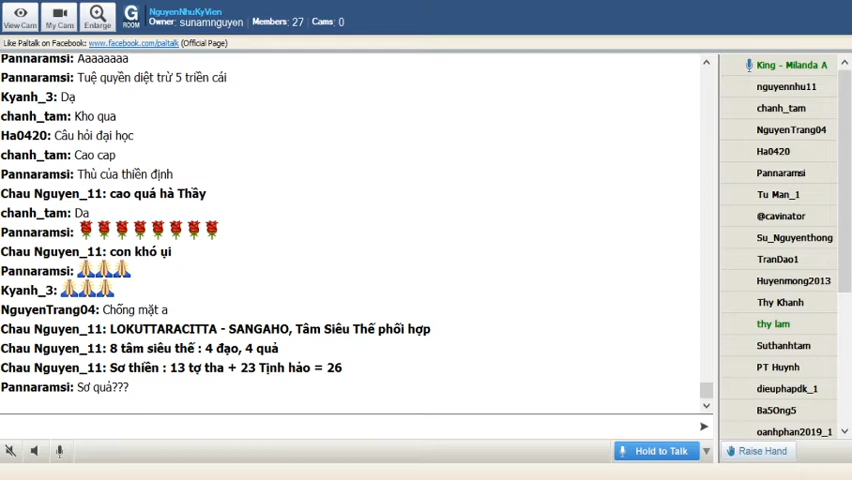 View Cam
My Cam
Enlarge
G
ROOM
NguyenNhuKyVien
Owner: sunamnguyen Members: 27 Cams: 0
Like Paltalk on Facebook: www.facebook.com/paltalk (Official Page)
Pannaramsi: Aaaaaaaa
Pannaramsi: Tuệ quyền diệt trừ 5 triền cái
Kyanh_3: Dạ
chanh_tam: Kho qua
Ha0420: Câu hỏi đại học
chanh_tam: Cao cap
Pannaramsi: Thù của thiền định
Chau Nguyen_11: cao quá hà Thầy
chanh_tam: Da
Pannaramsi:
Chau Nguyen_11: con khó ụi
Pannaramsi:
Kyanh_3:
NguyenTrang04: Chống mặt a
Chau Nguyen_11: LOKUTTARACITTA - SANGAHO, Tâm Siêu Thế phối hợp
Chau Nguyen_11: 8 tâm siêu thế : 4 đạo, 4 quả
Chau Nguyen_11: Sơ thiền : 13 tợ tha + 23 Tịnh hảo = 26
Pannaramsi: Sơ quả???
Hold to Talk
King - Milanda A
nguyennhu11
chanh_tam
NguyenTrang04
Ha0420
Pannaramsi
Tu Man_1
@cavinator
Su_Nguyenthong
TranDao1
Huyenmong2013
Thy Khanh
thy lam
Suthanhtam
PT Huynh
dieuphapdk_1
Ba5Ong5
oanhphan2019_1
Raise Hand